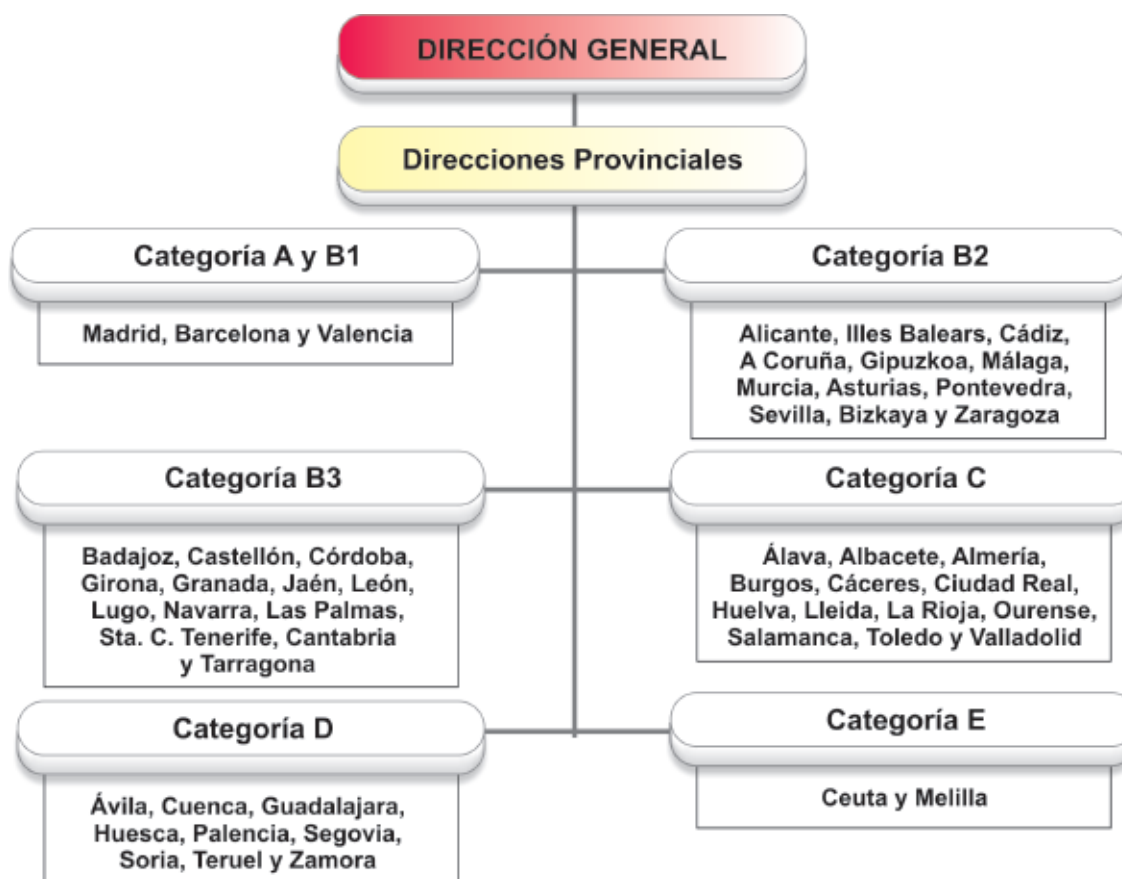 DIRECCIÓN GENERAL
Direcciones Provinciales
Categoría A y B1
Madrid, Barcelona y Valencia
Categoría B2
Alicante, Illes Balears, Cádiz,
A Coruña, Gipuzkoa, Málaga,
Murcia, Asturias, Pontevedra,
Sevilla, Bizkaya y Zaragoza
Categoría B3
Badajoz, Castellón, Córdoba,
Girona, Granada, Jaén, León,
Lugo, Navarra, Las Palmas,
Sta. C. Tenerife, Cantabria
y Tarragona
Categoría C
Álava, Albacete, Almería,
Burgos, Cáceres, Ciudad Real,
Huelva, Lleida, La Rioja, Ourense,
Salamanca, Toledo y Valladolid
Categoría D
Ávila, Cuenca, Guadalajara,
Huesca, Palencia, Segovia,
Soria, Teruel y Zamora
Categoría E
Ceuta y Melilla